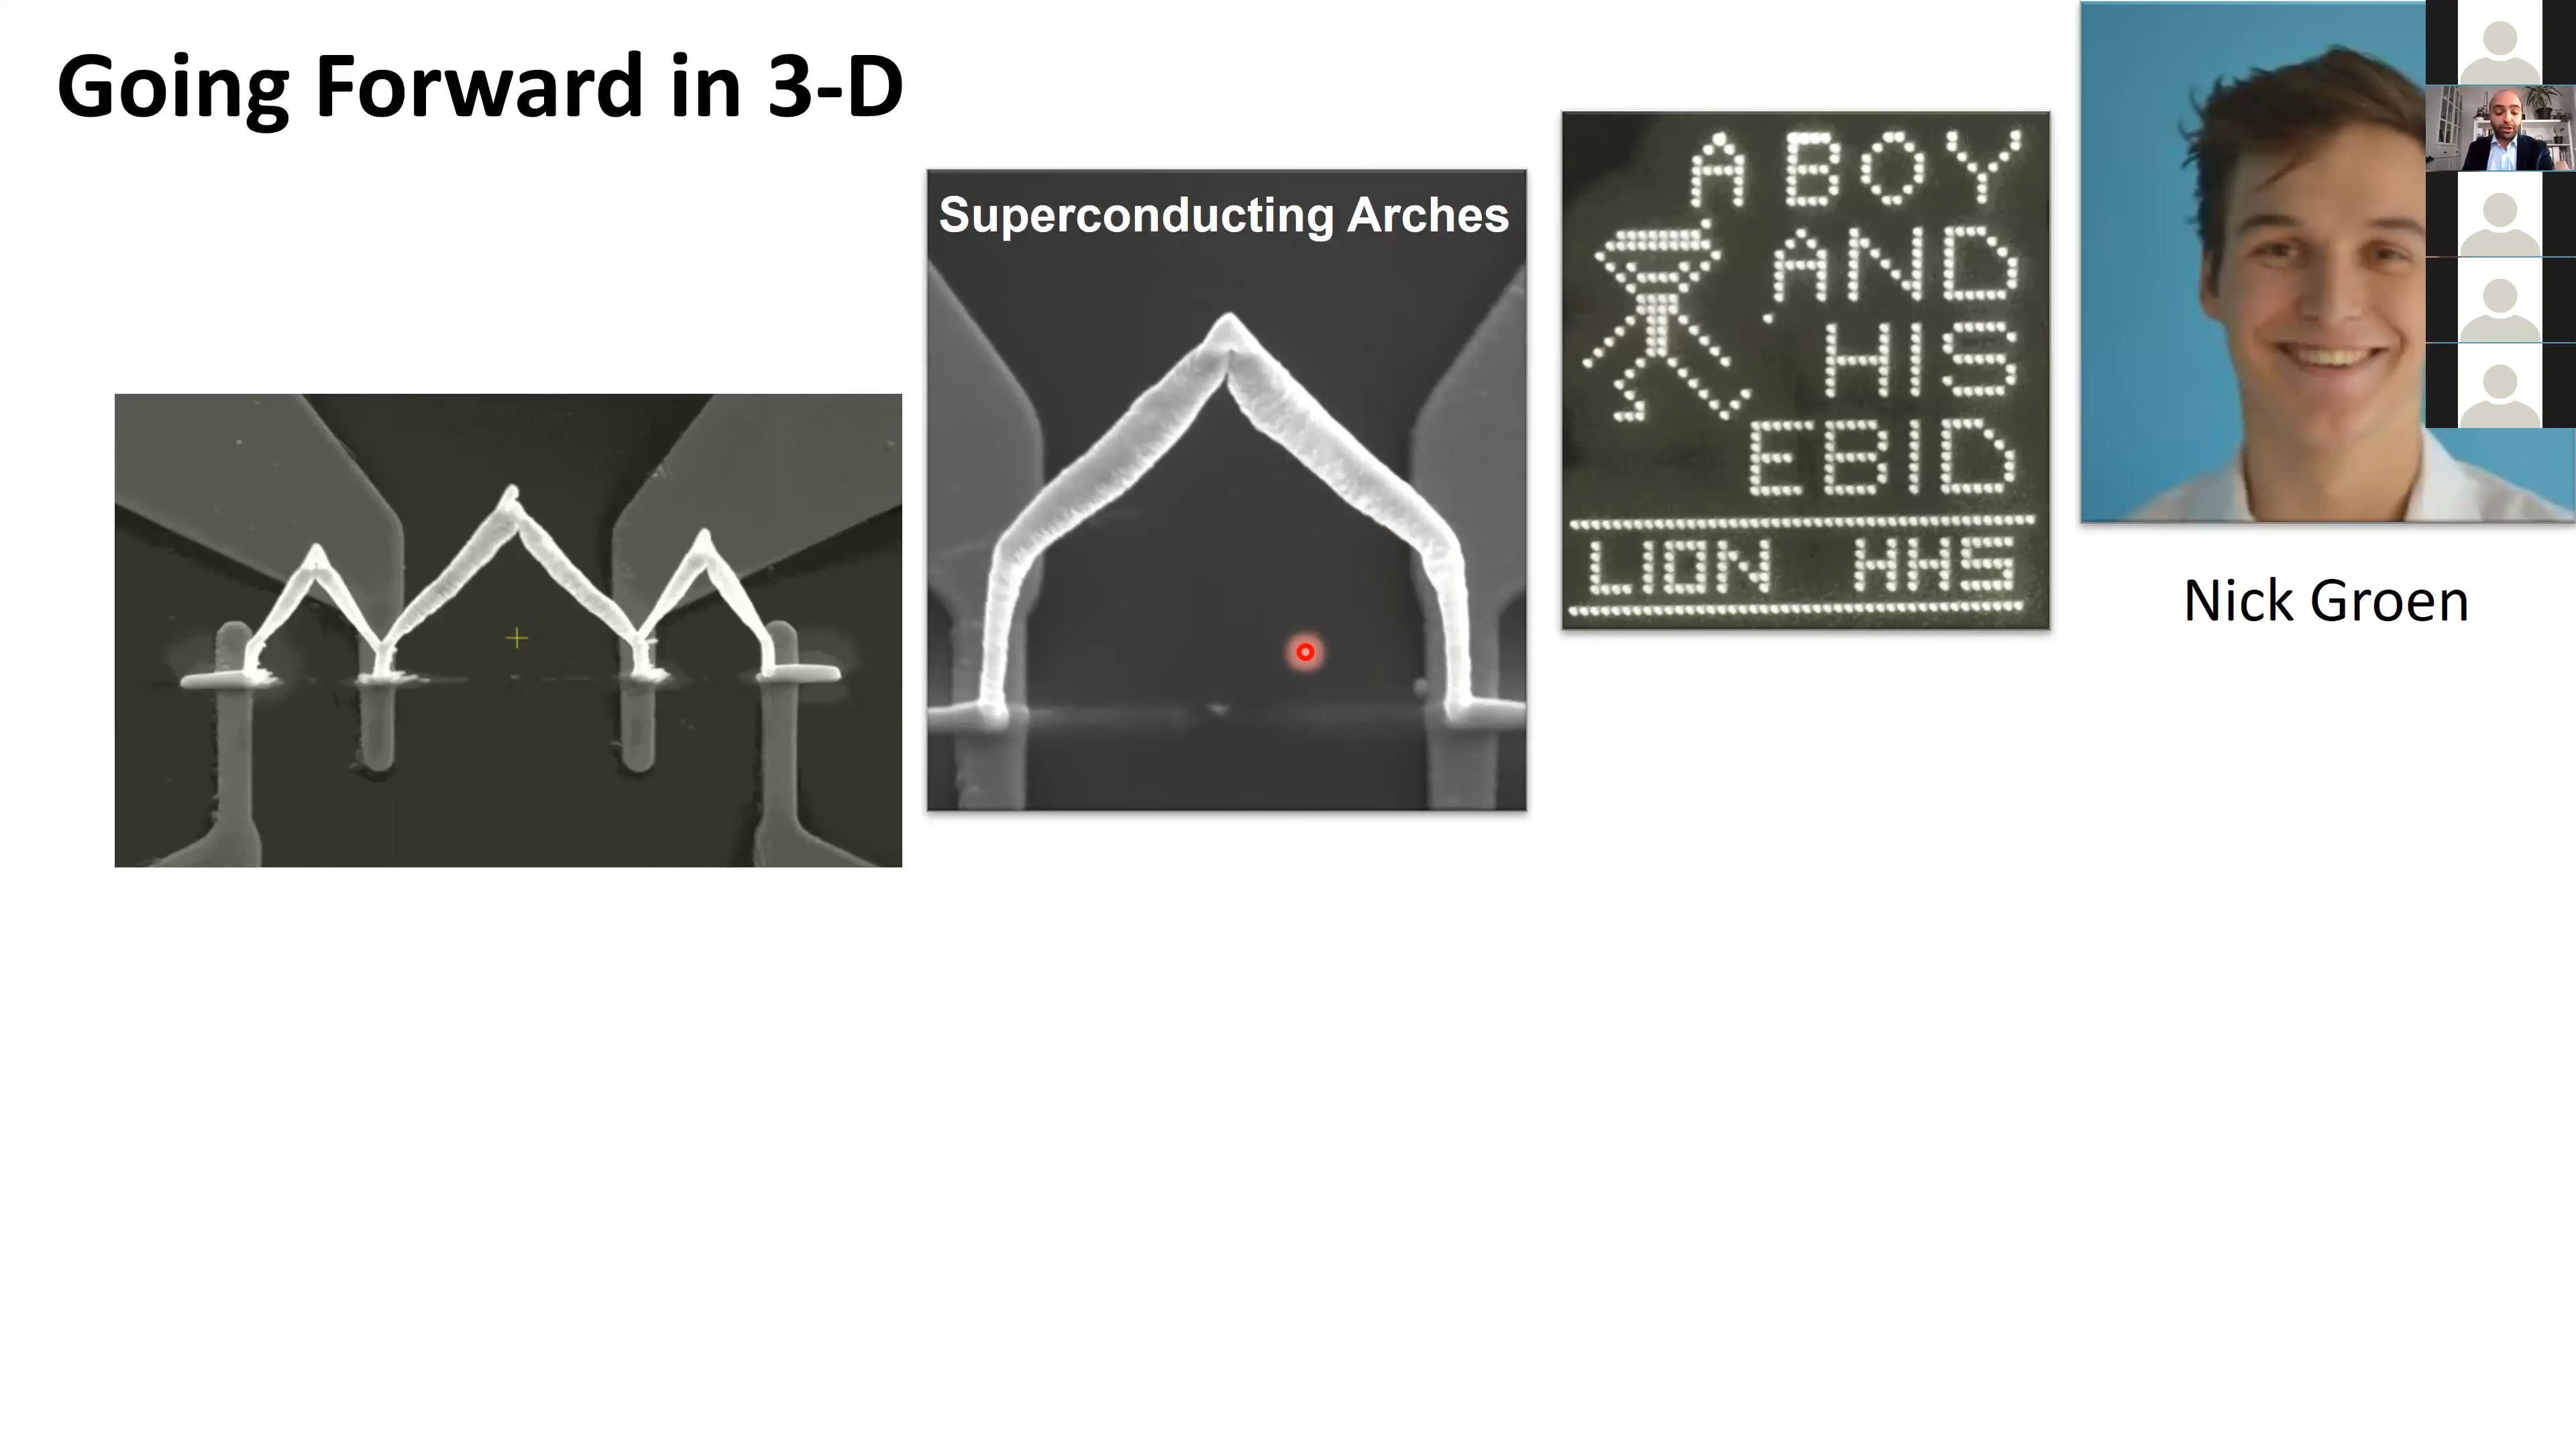 Going Forward in 3-D
Superconducting Arches
A BOY
AND
HIS
EBID
LION HHS
Nick Groen